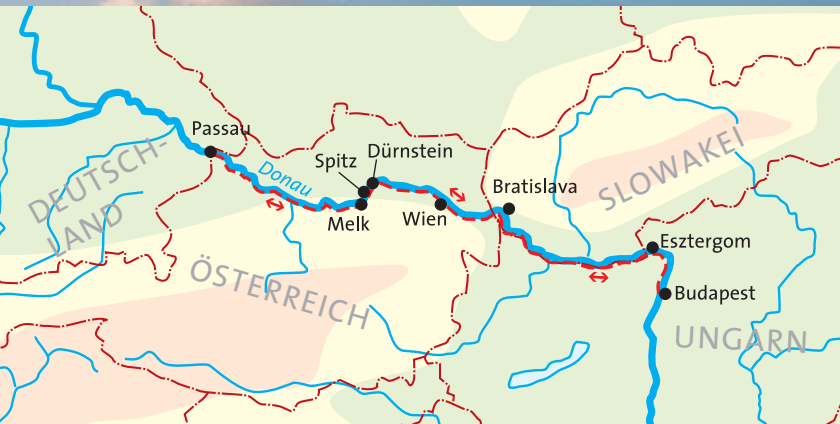 Passau
Dürnstein
Spitz
DEUTSCH-
LAND
Donau
SLOWAKEI
Bratislava
Melk
Wien
Esztergom
ÖSTERREICH
Budapest
UNGARN